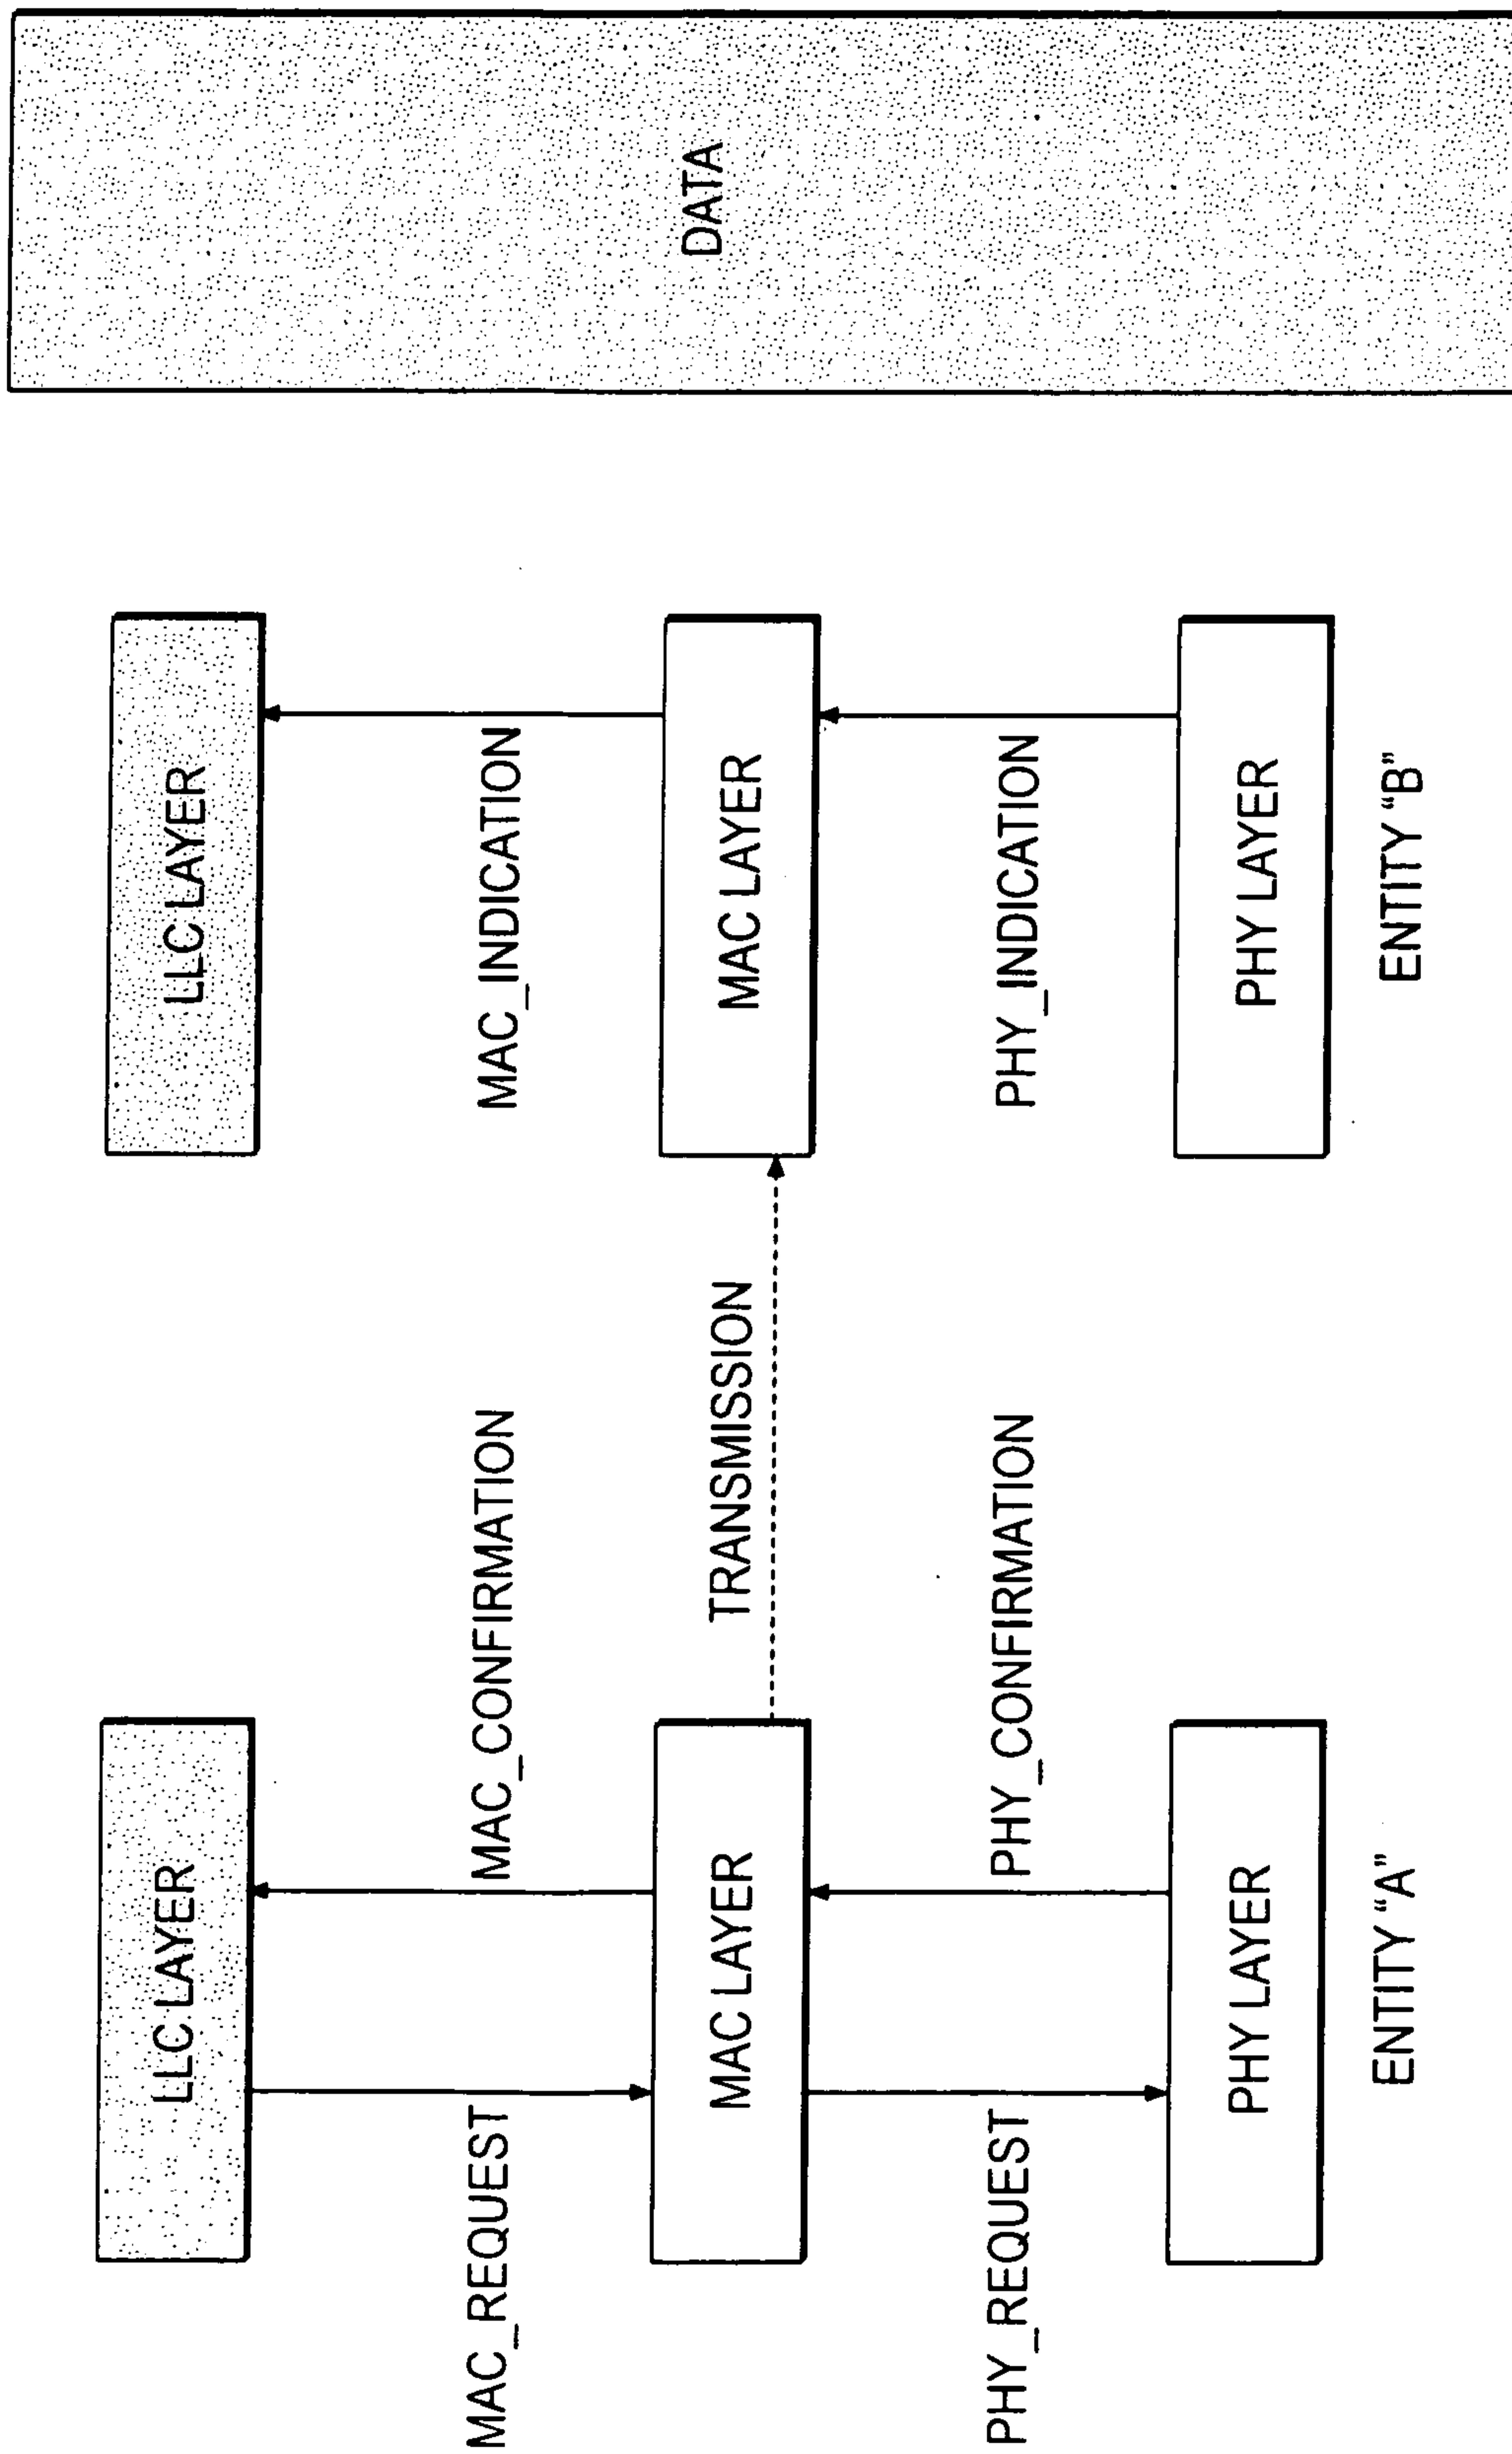 LLC LAYER
LLC LAYER
MAC_REQUEST
MAC_CONFIRMATION
MAC_INDICATION
MAC LAYER
TRANSMISSION
MAC LAYER
DATA
PHY_REQUEST
PHY_CONFIRMATION
PHY_INDICATION
PHY LAYER
PHY LAYER
ENTITY “A”
ENTITY “B”